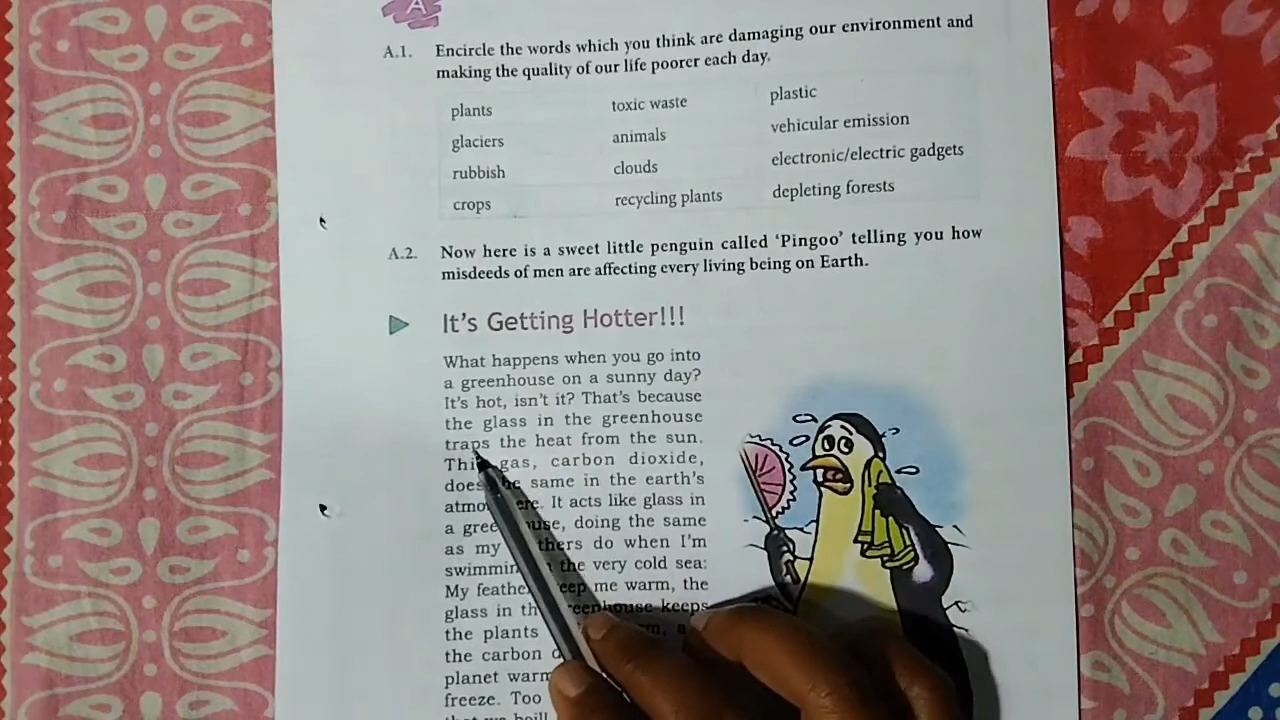 A
A.1. Encircle the words which you think are damaging our environment and
making the quality of our life poorer each day.
plants toxic waste plastic
glaciers animals vehicular emission
rubbish clouds electronic/electric gadgets
crops recycling plants depleting forests
A.2. Now here is a sweet little penguin called ‘Pingoo’ telling you how
misdeeds of men are affecting every living being on Earth.
It's Getting Hotter!!!
What happens when you go into
a greenhouse on a sunny day?
It's hot, isn't it? That's because
the glass in the greenhouse
traps the heat from the sun.
gas, carbon dioxide,
same in the earth's
It acts like glass in
a doing the same
as my do when I'm
the very cold sea:
My me warm, the
glass in keeps
the plants
the carbon
planet
freeze. Too